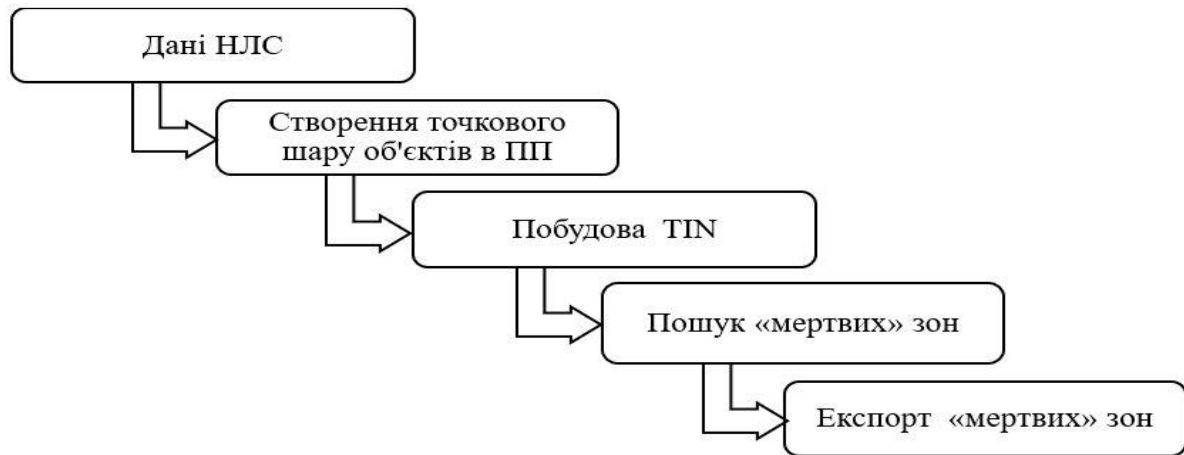 Дані НЛС
Створення точкового
шару об'єктів в ПП
Побудова TIN
Пошук «мертвих» зон
Експорт «мертвих» зон